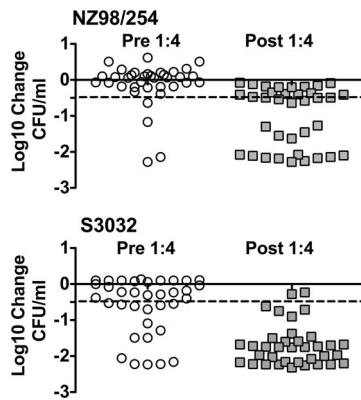 NZ98/254
Pre 1:4 Post 1:4
Log10 Change
CFU/ml
1
0
-1
-2
-3
S3032
Pre 1:4 Post 1:4
Log10 Change
CFU/ml
1
0
-1
-2
-3